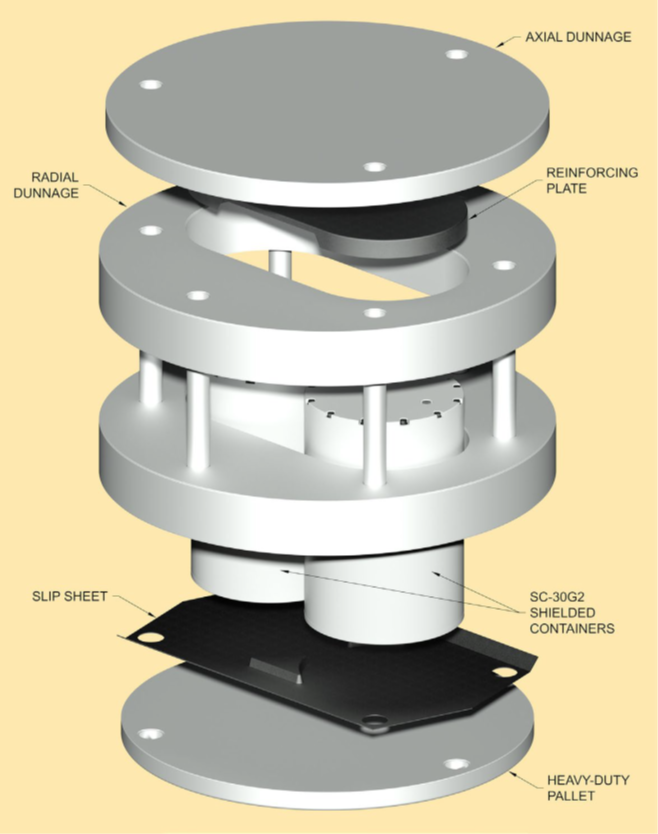 AXIAL DUNNAGE
RADIAL
DUNNAGE
REINFORCING
PLATE
SLIP SHEET
SC-30G2
SHIELDED
CONTAINERS
HEAVY-DUTY
PALLET